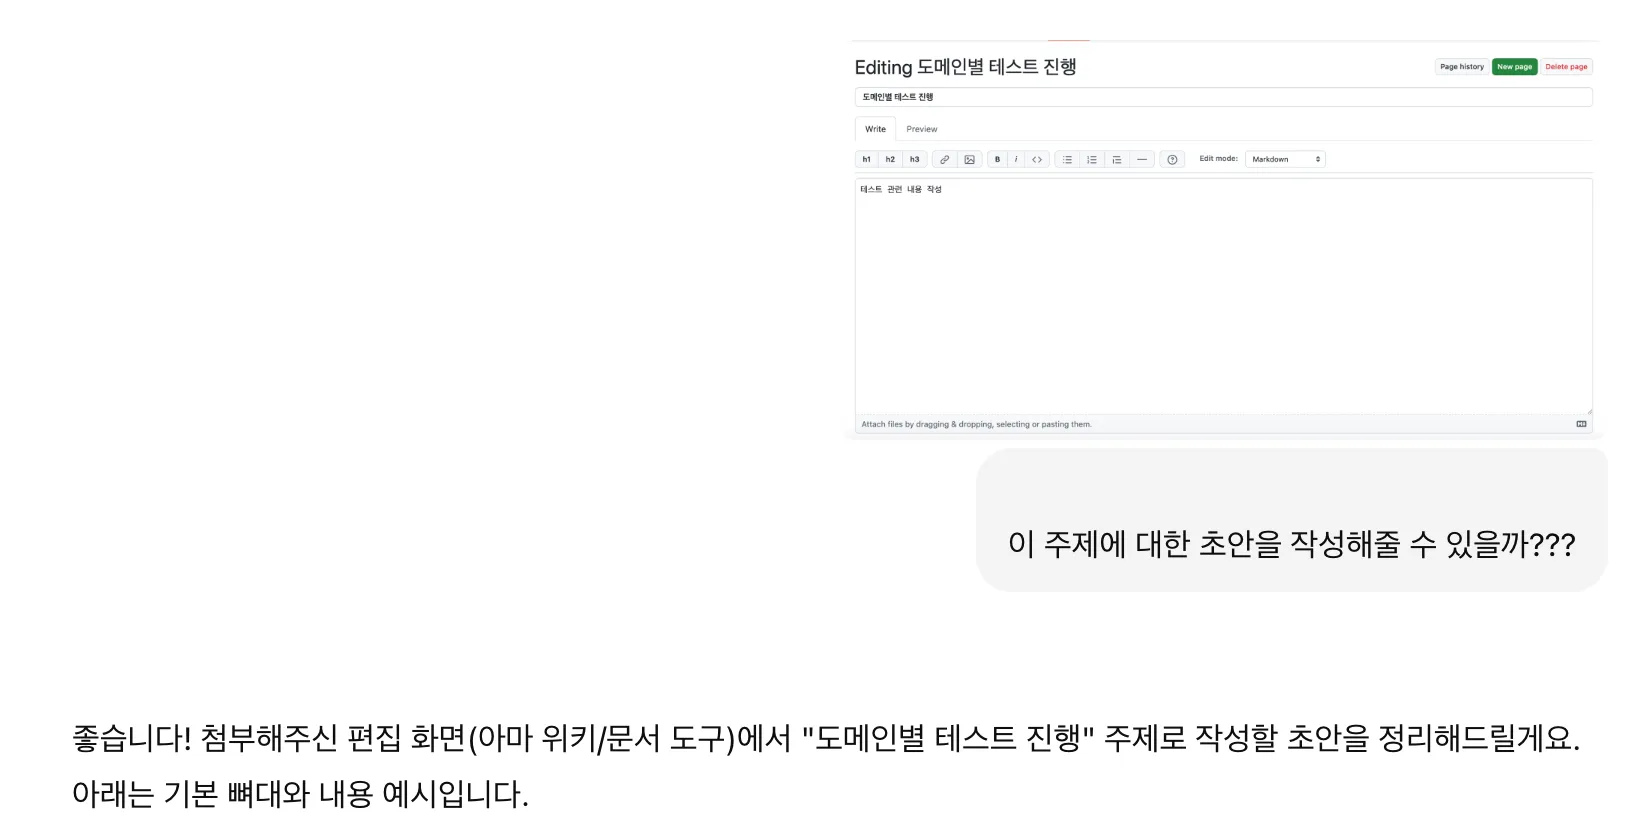 Editing 도메인별 테스트 진행
Page history New page Delete page
도메인별 테스트 진행
Write Preview
h1 h2 h3 B i <> Edit mode: Markdown
테스트 관련 내용 작성
Attach files by dragging & dropping, selecting or pasting them.
이 주제에 대한 초안을 작성해줄 수 있을까???
좋습니다! 첨부해주신 편집 화면(아마 위키/문서 도구)에서 "도메인별 테스트 진행" 주제로 작성할 초안을 정리해드릴게요.
아래는 기본 뼈대와 내용 예시입니다.